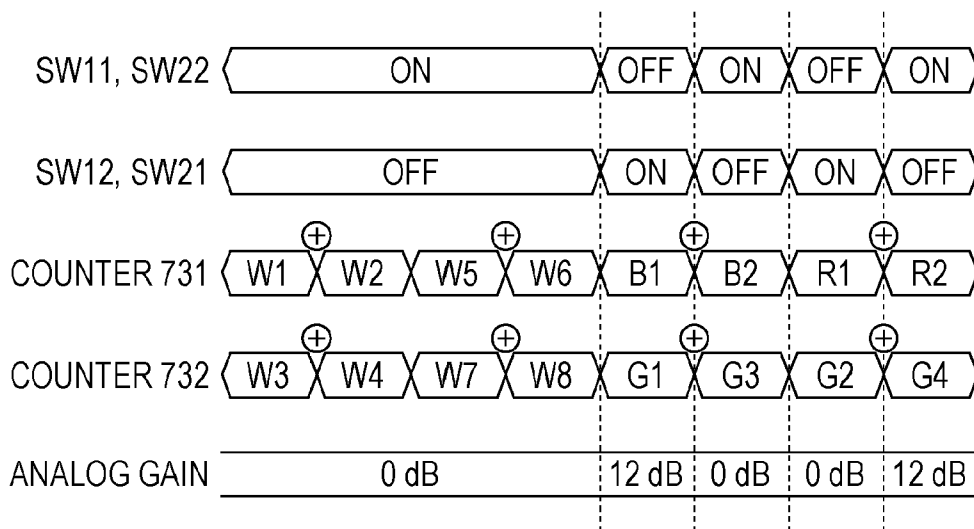 SW11, SW22 ON OFF ON OFF ON
SW12, SW21 OFF ON OFF ON OFF
+ + + +
COUNTER 731 W1 W2 W5 W6 B1 B2 R1 R2
+ + + +
COUNTER 732 W3 W4 W7 W8 G1 G3 G2 G4
ANALOG GAIN 0 dB 12 dB 0 dB 0 dB 12 dB